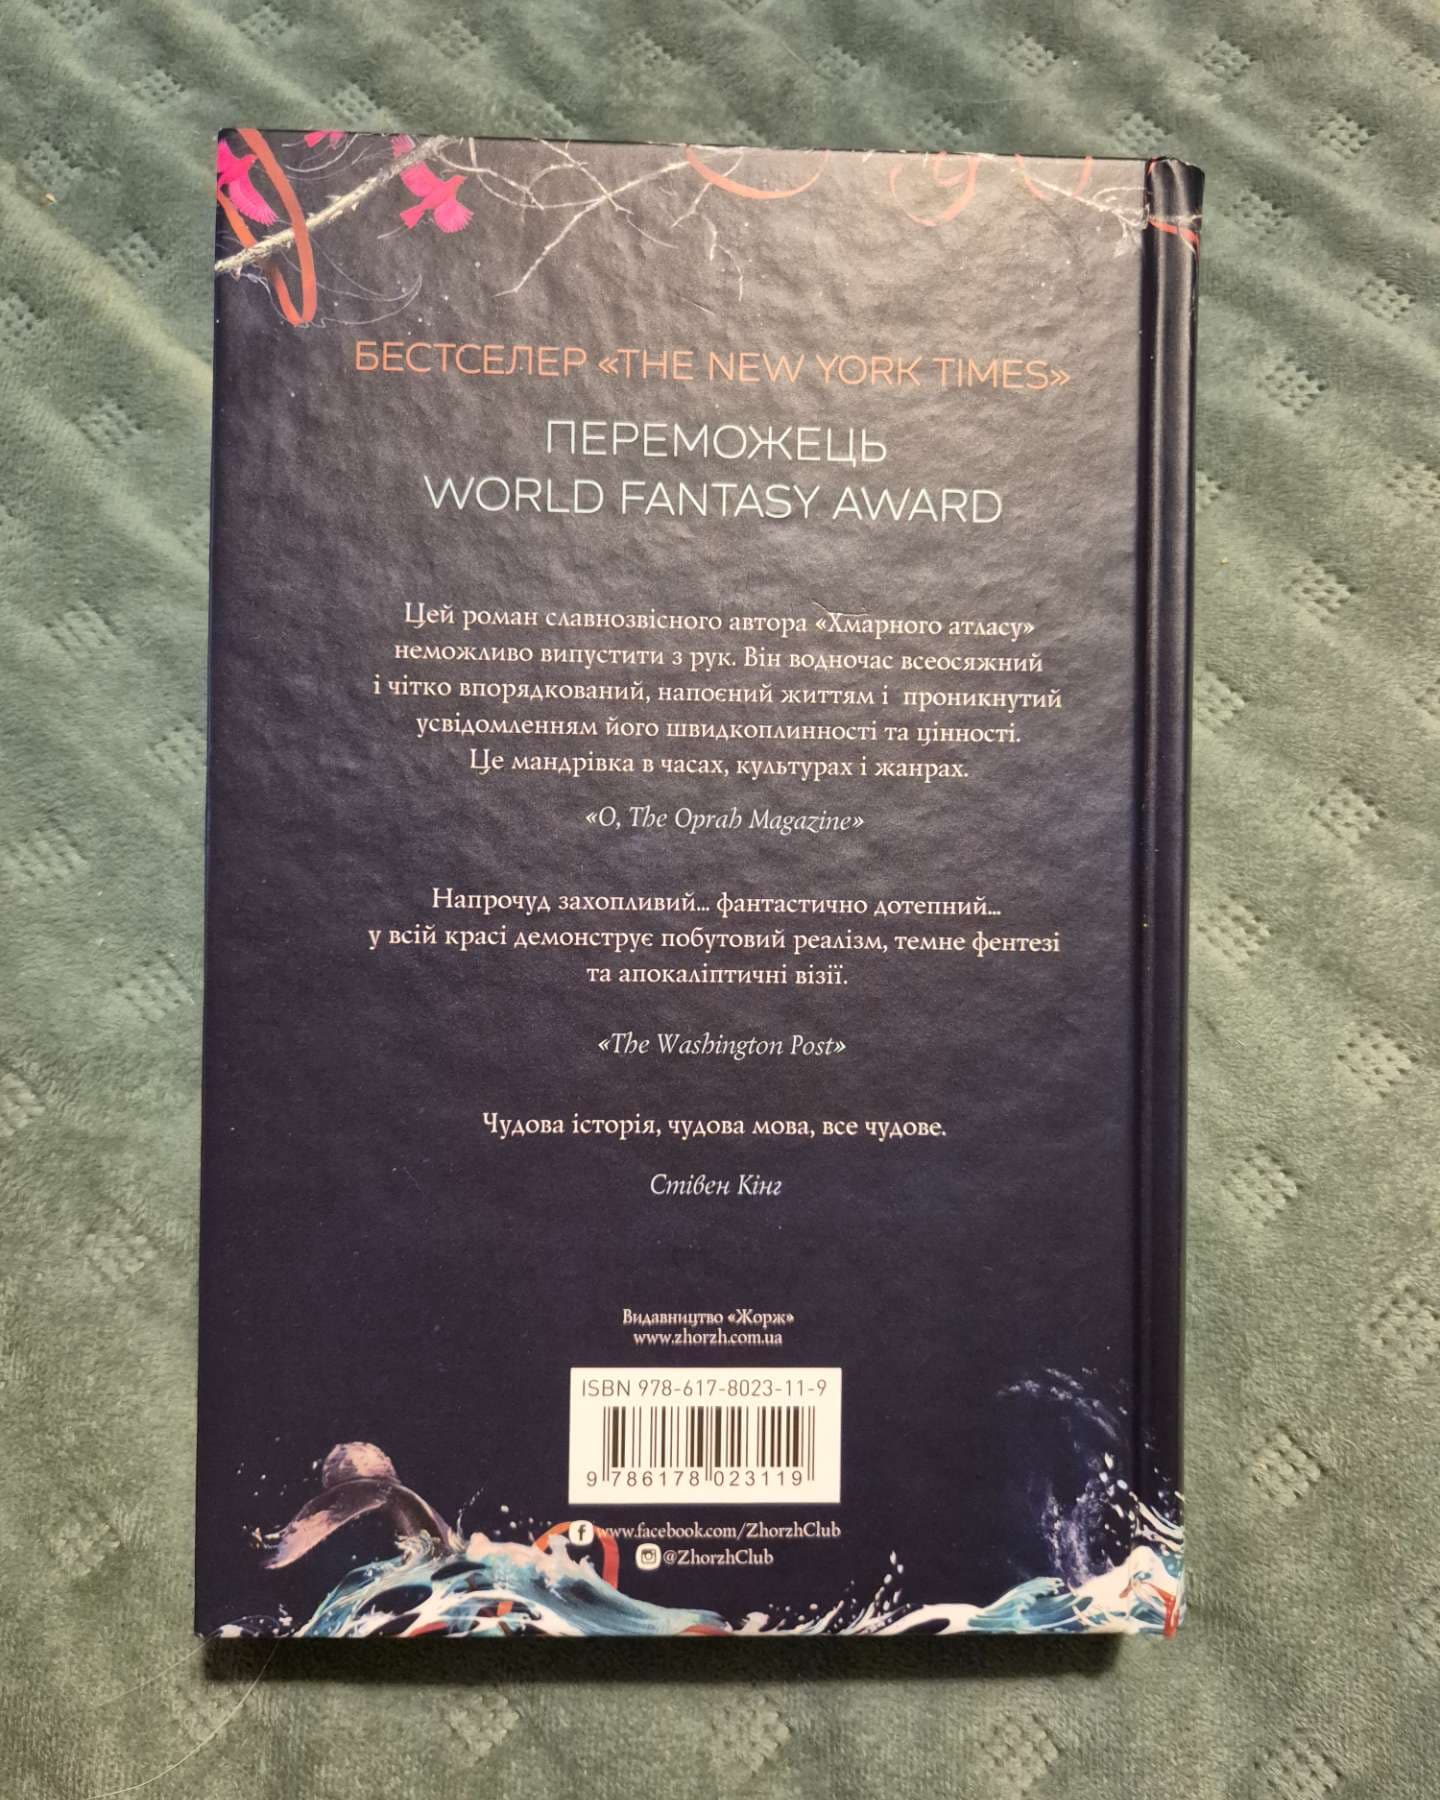 БЕСТСЕЛЕР «THE NEW YORK TIMES»
ПЕРЕМОЖЕЦЬ
WORLD FANTASY AWARD
Цей роман славнозвісного автора «Хмарного атласу»
неможливо випустити з рук. Він водночас всеосяжний
і чітко впорядкований, напоєний життям і проникнутий
усвідомленням його швидкоплинності та цінності.
Це мандрівка в часах, культурах і жанрах.
«O, The Oprah Magazine»
Напрочуд захопливий... фантастично дотепний...
у всій красі демонструє побутовий реалізм, темне фентезі
та апокаліптичні візії.
«The Washington Post»
Чудова історія, чудова мова, все чудове.
Стівен Кінг
Видавництво «Жорж»
www.zhorzh.com.ua
ISBN 978-617-8023-11-9
9 786178 023119
www.facebook.com/ZhorzhClub
@ZhorzhClub